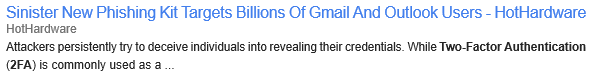 Sinister New Phishing Kit Targets Billions Of Gmail And Outlook Users - HotHardware
HotHardware
Attackers persistently try to deceive individuals into revealing their credentials. While Two-Factor Authentication
(2FA) is commonly used as a ...